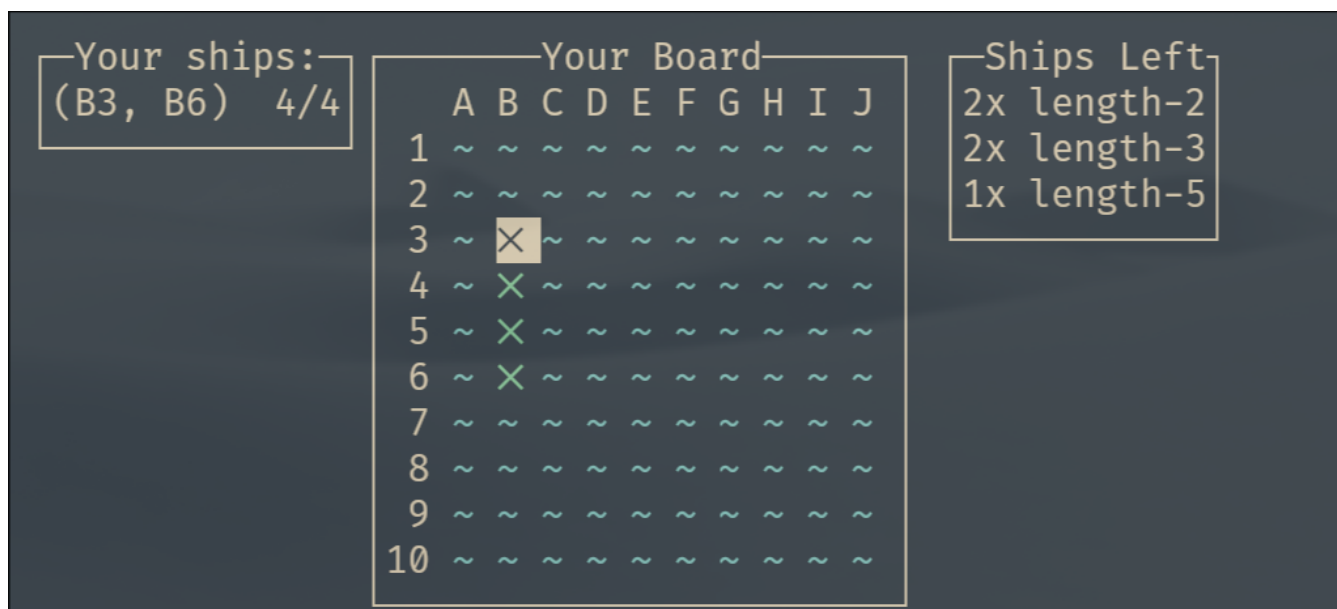 Your ships:
(B3, B6) 4/4
Your Board
A B C D E F G H I J
1 ~ ~ ~ ~ ~ ~ ~ ~ ~ ~
2 ~ ~ ~ ~ ~ ~ ~ ~ ~ ~
3 ~ × ~ ~ ~ ~ ~ ~ ~ ~
4 ~ × ~ ~ ~ ~ ~ ~ ~ ~
5 ~ × ~ ~ ~ ~ ~ ~ ~ ~
6 ~ × ~ ~ ~ ~ ~ ~ ~ ~
7 ~ ~ ~ ~ ~ ~ ~ ~ ~ ~
8 ~ ~ ~ ~ ~ ~ ~ ~ ~ ~
9 ~ ~ ~ ~ ~ ~ ~ ~ ~ ~
10 ~ ~ ~ ~ ~ ~ ~ ~ ~ ~
Ships Left
2x length-2
2x length-3
1x length-5